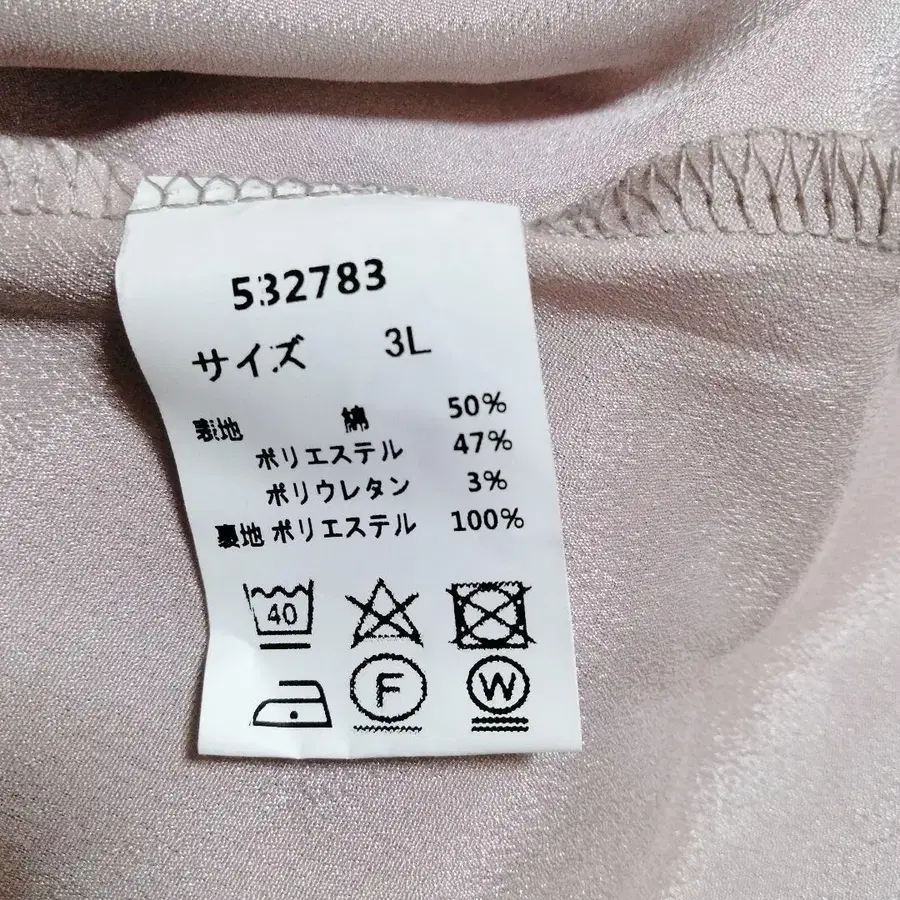 532783
サイズ 3L
表地 綿 50%
ポリエステル 47%
ポリウレタン 3%
裏地 ポリエステル 100%
40
F W